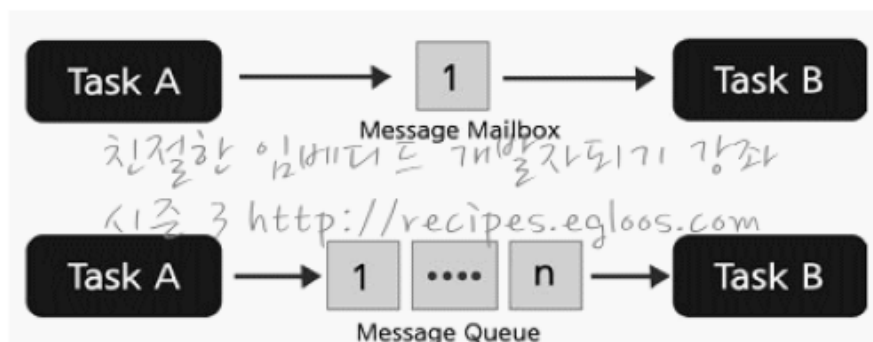 Task A 1 Task B
Message Mailbox
친절한 임베디드 개발자되기 강좌
시즌 3 http://recipes.egloos.com
Task A 1 •••• n Task B
Message Queue